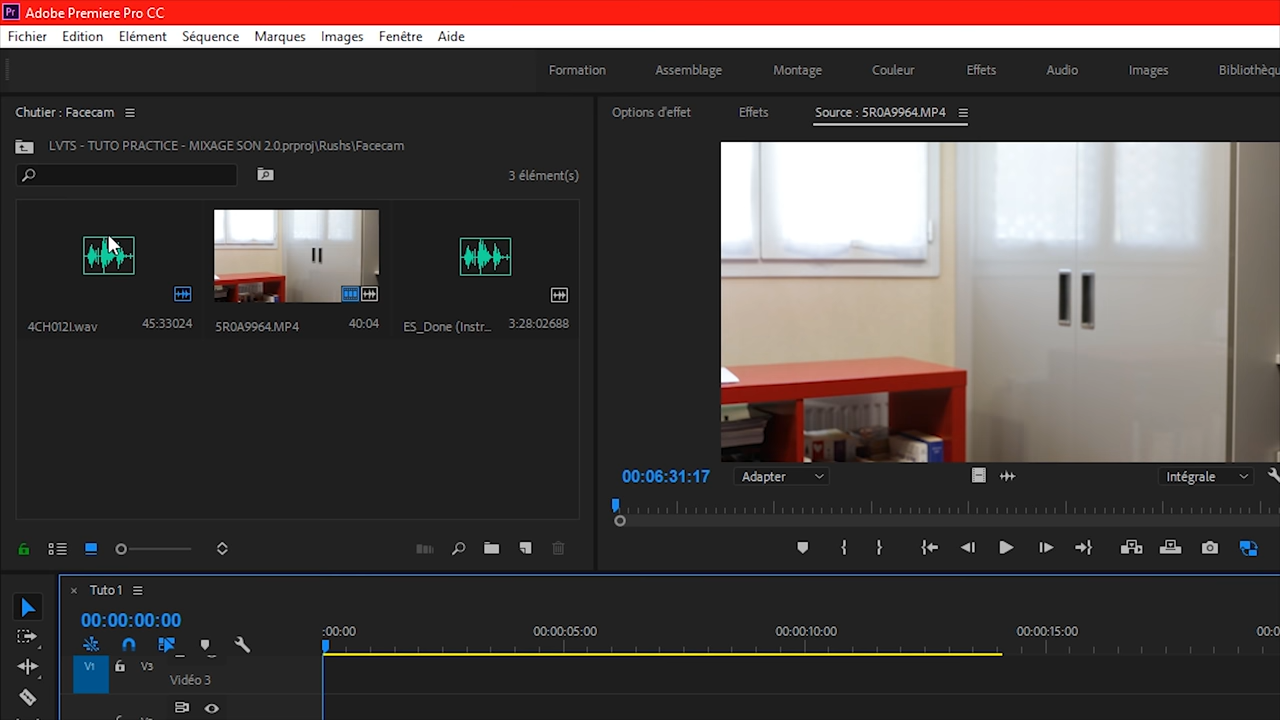 Pr Adobe Premiere Pro CC
Fichier Edition Elément Séquence Marques Images Fenêtre Aide
Formation Assemblage Montage Couleur Effets Audio Images Bibliothèqu
Chutier : Facecam
LVTS - TUTO PRACTICE - MIXAGE SON 2.0.prproj\Rushs\Facecam
3 élément(s)
4CH012I.wav 45:33024
5R0A9964.MP4 40:04
ES_Done (Instr... 3:28:02688
Options d'effet Effets Source : 5R0A9964.MP4
00:06:31:17 Adapter Intégrale
Tuto 1
00:00:00:00
:00:00 00:00:05:00 00:00:10:00 00:00:15:00 00:0
V1 V3
Vidéo 3